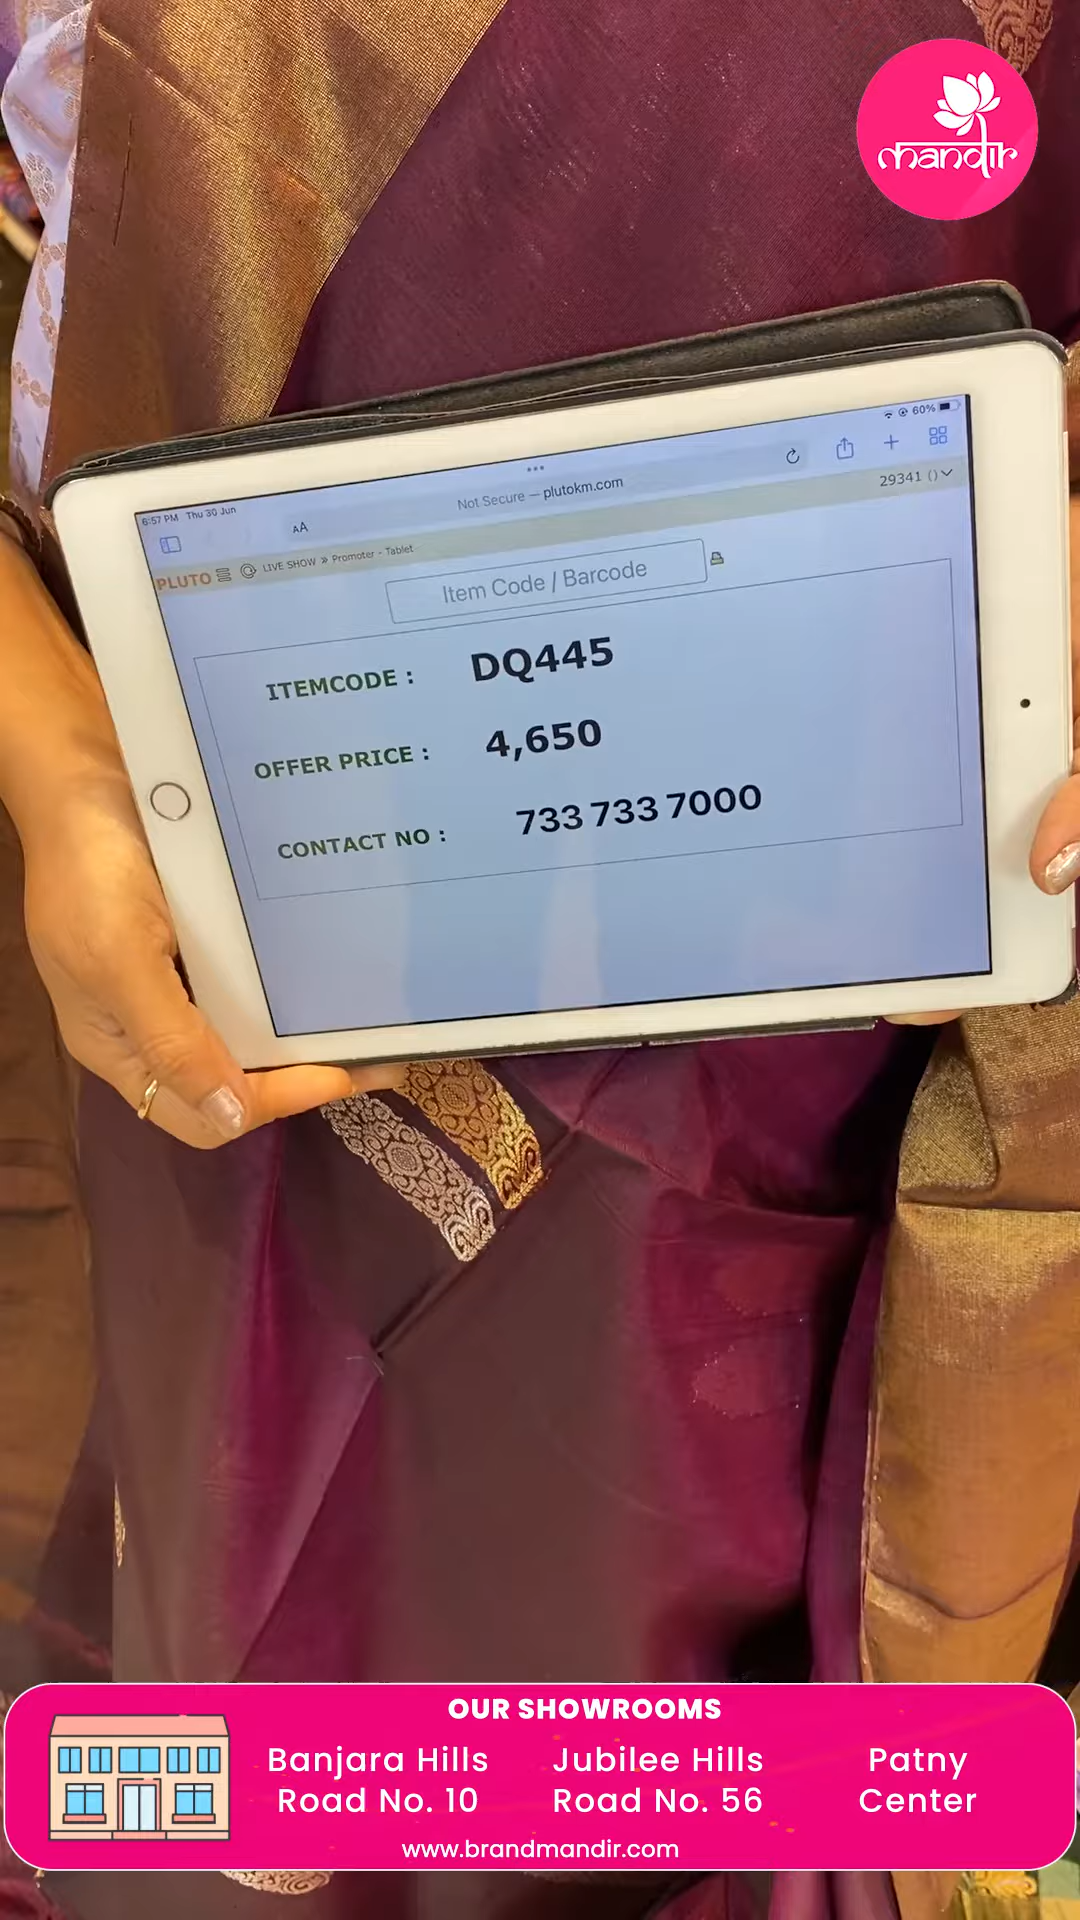 mandir
60%
6:57 PM Thu 30 Jun
AA
Not Secure — plutokm.com
29341 ()
PLUTO
LIVE SHOW » Promoter - Tablet
Item Code / Barcode
ITEMCODE : DQ445
OFFER PRICE : 4,650
CONTACT NO : 733 733 7000
OUR SHOWROOMS
Banjara Hills
Road No. 10
Jubilee Hills
Road No. 56
Patny
Center
www.brandmandir.com